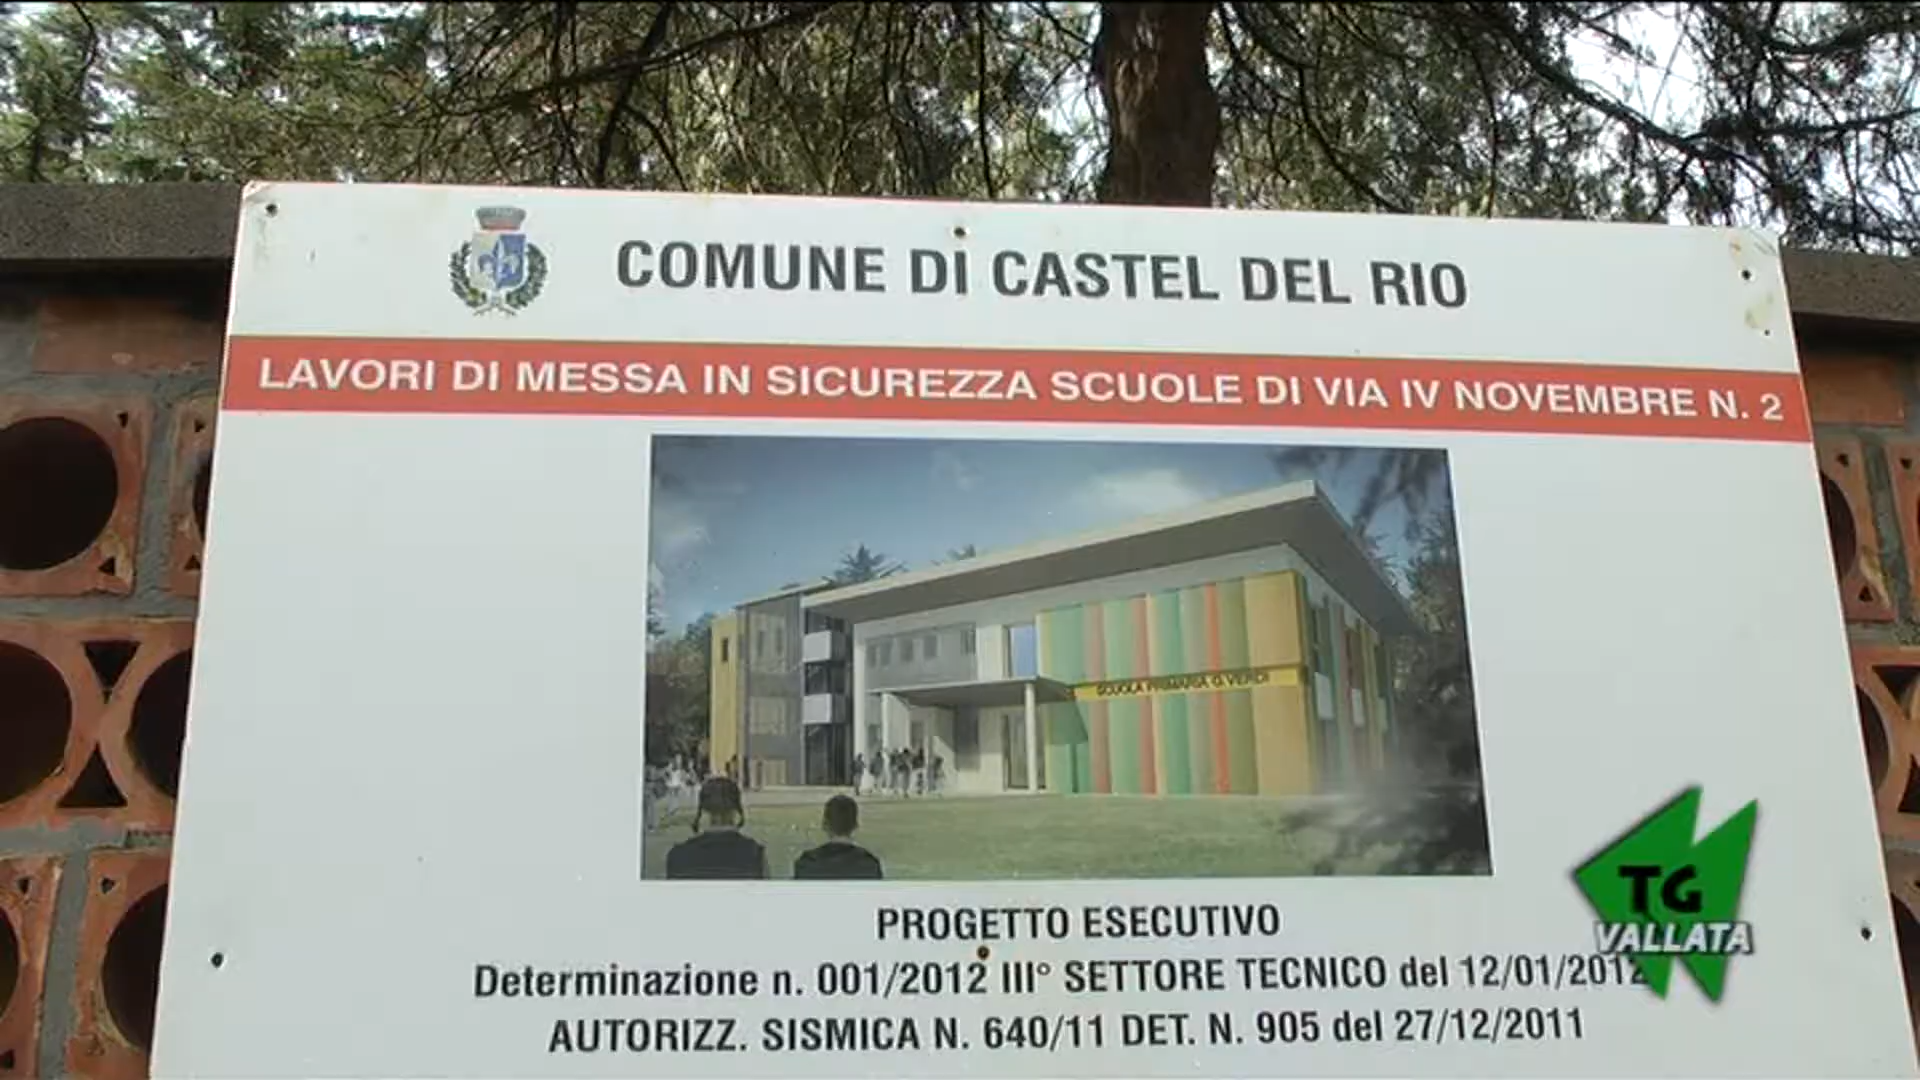 COMUNE DI CASTEL DEL RIO
LAVORI DI MESSA IN SICUREZZA SCUOLE DI VIA IV NOVEMBRE N. 2
SCUOLA PRIMARIA G. VERDI
PROGETTO ESECUTIVO
Determinazione n. 001/2012 III° SETTORE TECNICO del 12/01/2012
AUTORIZZ. SISMICA N. 640/11 DET. N. 905 del 27/12/2011
TG
VALLATA